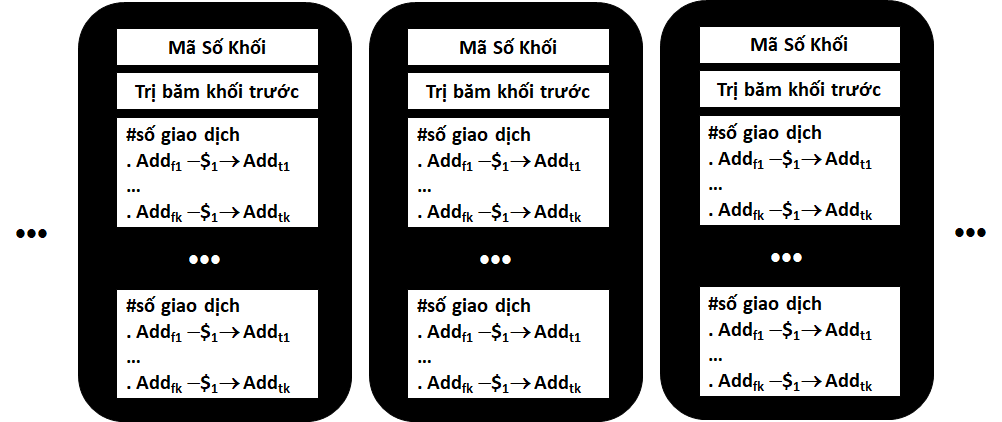 Mã Số Khối
Trị băm khối trước
#số giao dịch
. Addf1 –$1→ Addt1
...
. Addfk –$1→ Addtk
•••
#số giao dịch
. Addf1 –$1→ Addt1
...
. Addfk –$1→ Addtk
Mã Số Khối
Trị băm khối trước
#số giao dịch
. Addf1 –$1→ Addt1
...
. Addfk –$1→ Addtk
•••
#số giao dịch
. Addf1 –$1→ Addt1
...
. Addfk –$1→ Addtk
Mã Số Khối
Trị băm khối trước
#số giao dịch
. Addf1 –$1→ Addt1
...
. Addfk –$1→ Addtk
•••
#số giao dịch
. Addf1 –$1→ Addt1
...
. Addfk –$1→ Addtk